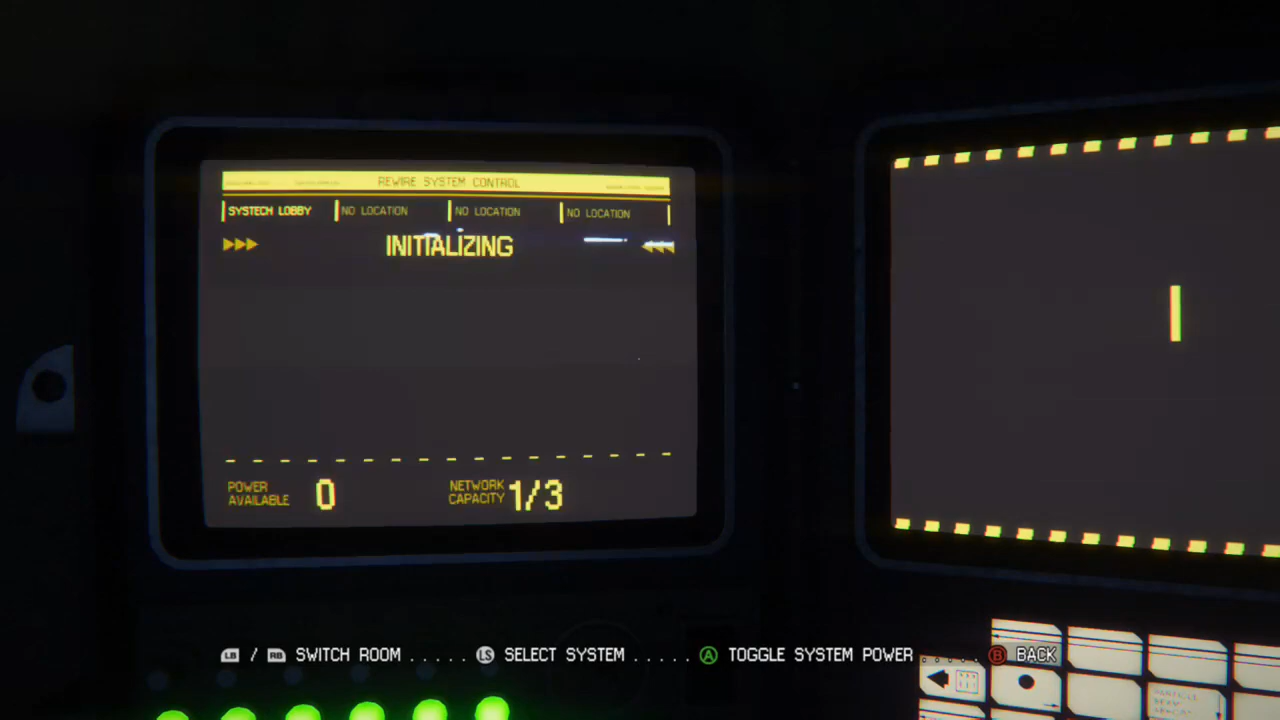 REWIRE SYSTEM CONTROL
SYSTECH LOBBY NO LOCATION NO LOCATION NO LOCATION
INITIALIZING
POWER AVAILABLE 0 NETWORK CAPACITY 1/3
LB / RB SWITCH ROOM ..... LS SELECT SYSTEM ..... A TOGGLE SYSTEM POWER ..... B BACK